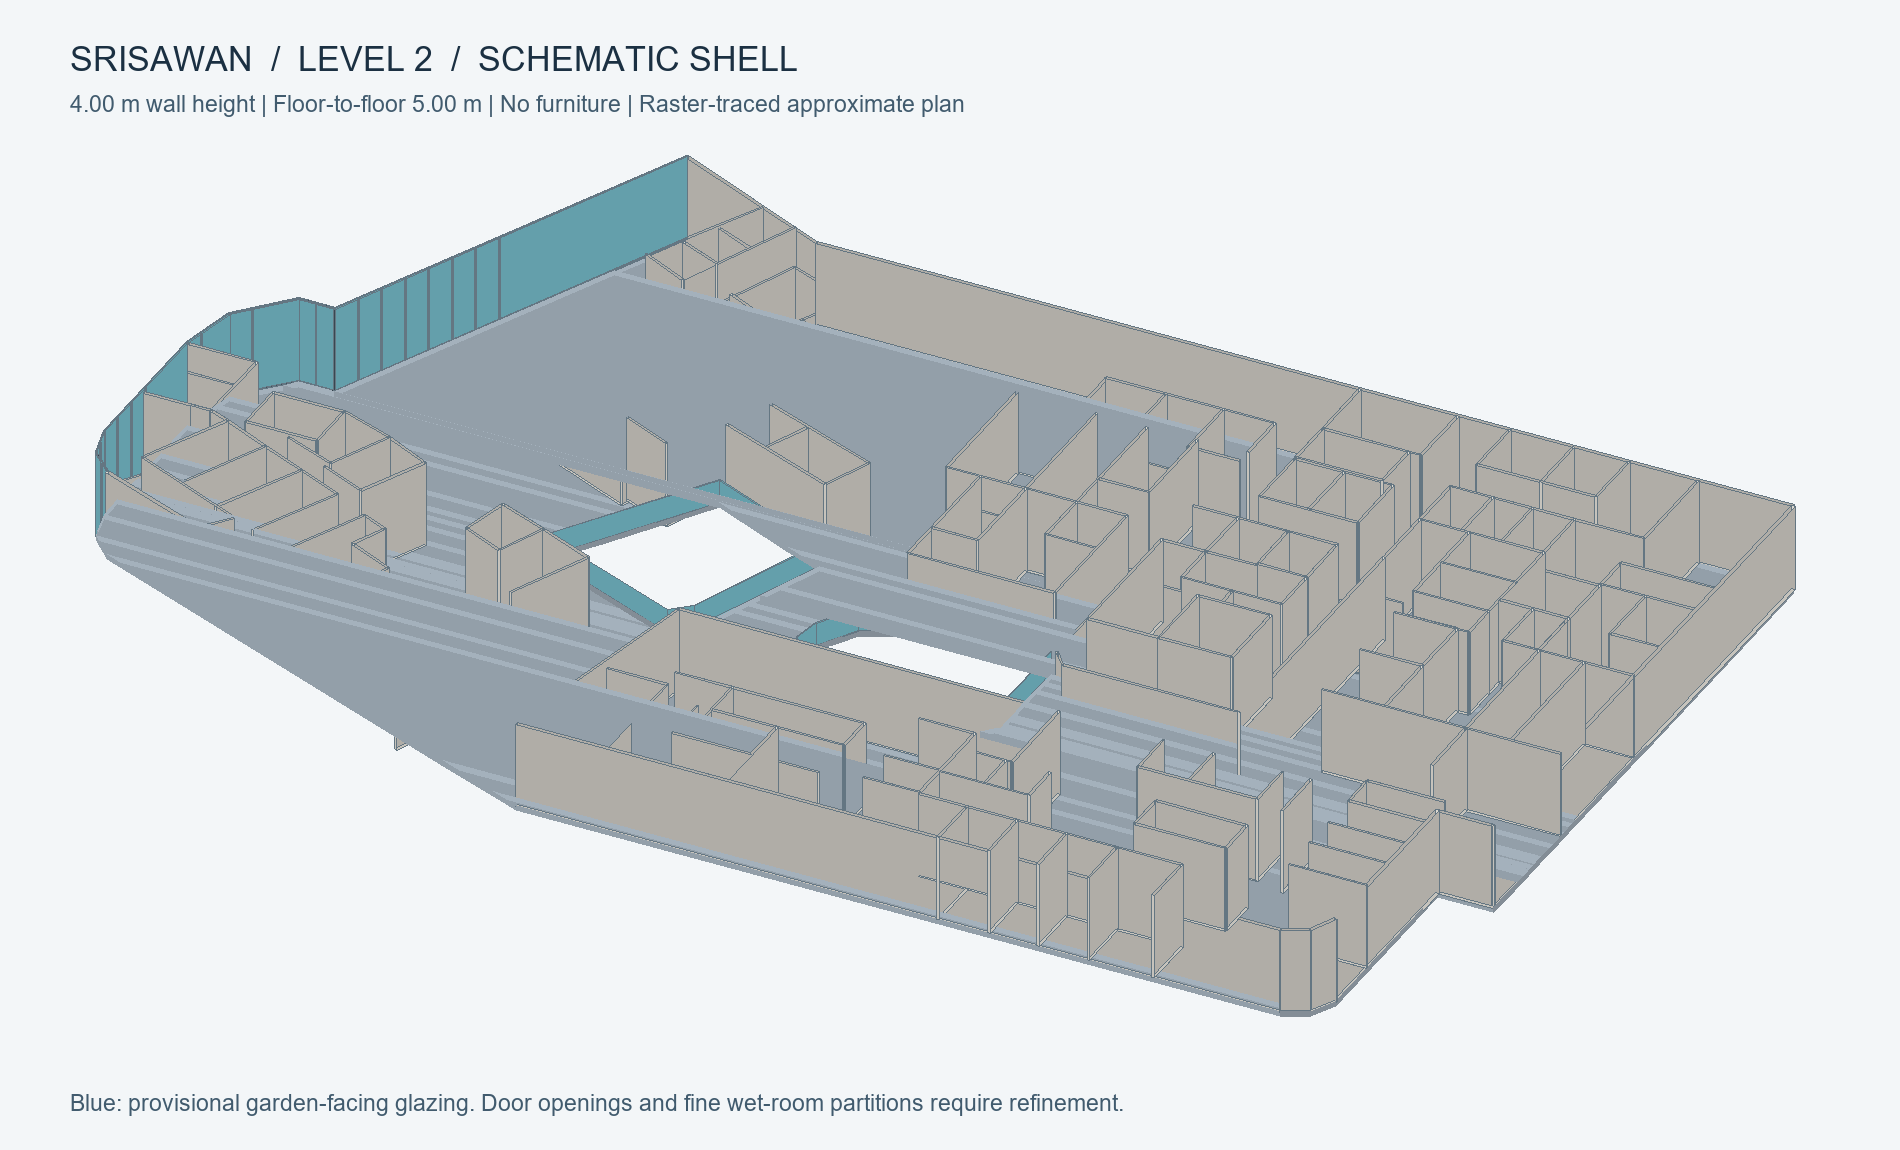 SRISAWAN / LEVEL 2 / SCHEMATIC SHELL
4.00 m wall height | Floor-to-floor 5.00 m | No furniture | Raster-traced approximate plan
Blue: provisional garden-facing glazing. Door openings and fine wet-room partitions require refinement.